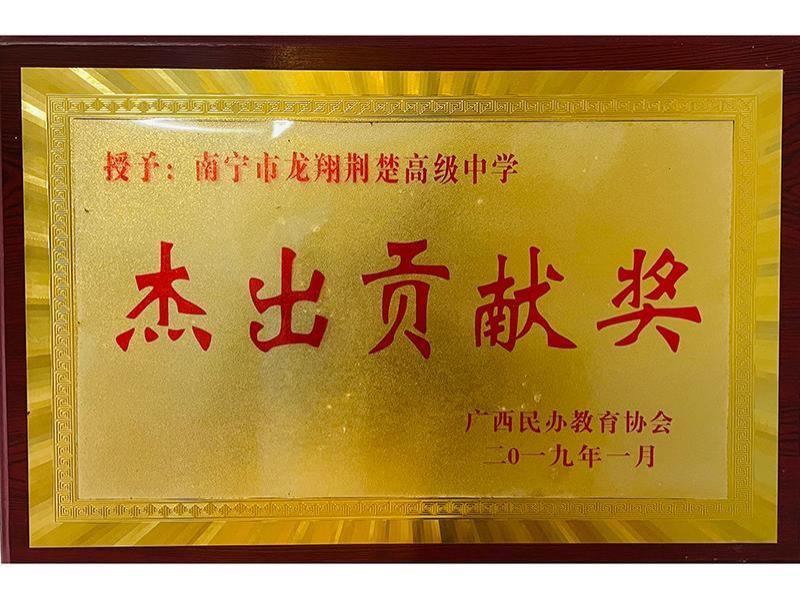 授予：南宁市龙翔荆楚高级中学
杰出贡献奖
广西民办教育协会
二0一九年一月